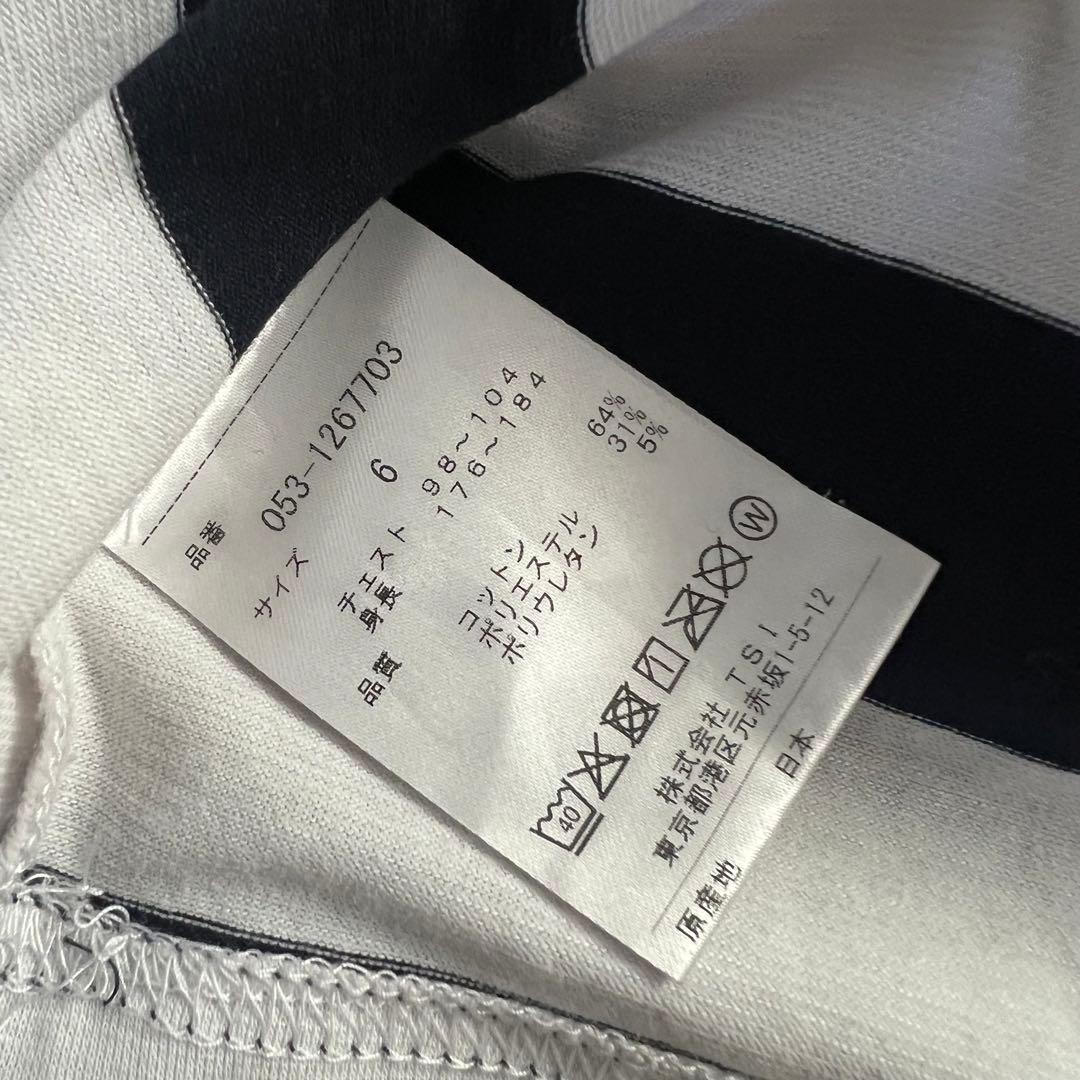 品番 053-1267703
サイズ 6
チェスト 98～104
身長 176～184
品質 コットン 64%
ポリエステル 31%
ポリウレタン 5%
40 W
株式会社 TSI
東京都港区元赤坂1-5-12
原産地 日本